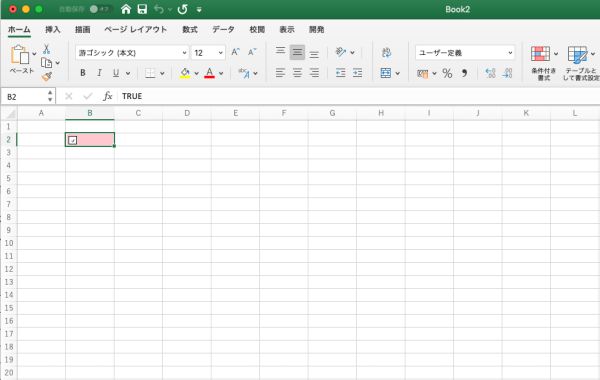 自動保存 オフ Book2
ホーム 挿入 描画 ページ レイアウト 数式 データ 校閲 表示 開発
ペースト
游ゴシック (本文) 12 A A
B I U A
ab
ユーザー定義
% 9
条件付き
書式
テーブルと
して書式設定
B2 fx TRUE
A B C D E F G H I J K L
1
2
3
4
5
6
7
8
9
10
11
12
13
14
15
16
17
18
19
20